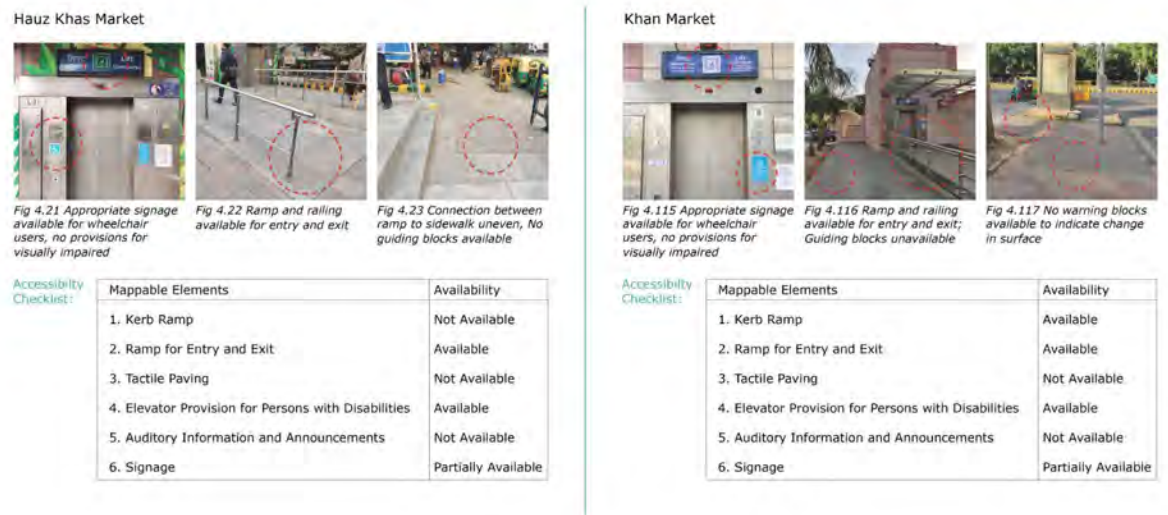 Hauz Khas Market
Lift
Fig 4.21 Appropriate signage
available for wheelchair
users, no provisions for
visually impaired
Fig 4.22 Ramp and railing
available for entry and exit
Fig 4.23 Connection between
ramp to sidewalk uneven, No
guiding blocks available
Accessibilty
Checklist:
Mappable Elements Availability
1. Kerb Ramp Not Available
2. Ramp for Entry and Exit Available
3. Tactile Paving Not Available
4. Elevator Provision for Persons with Disabilities Available
5. Auditory Information and Announcements Not Available
6. Signage Partially Available
Khan Market
Lift
Fig 4.115 Appropriate signage
available for wheelchair
users, no provisions for
visually impaired
Fig 4.116 Ramp and railing
available for entry and exit;
Guiding blocks unavailable
Fig 4.117 No warning blocks
available to indicate change
in surface
Accessibilty
Checklist:
Mappable Elements Availability
1. Kerb Ramp Available
2. Ramp for Entry and Exit Available
3. Tactile Paving Not Available
4. Elevator Provision for Persons with Disabilities Available
5. Auditory Information and Announcements Not Available
6. Signage Partially Available